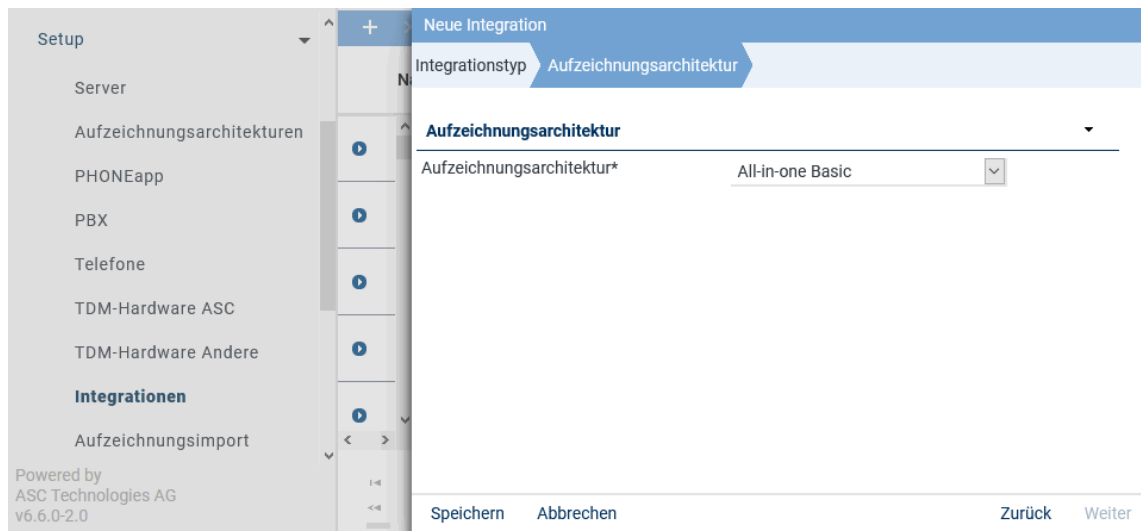 Setup
Server
Aufzeichnungsarchitekturen
PHONEapp
PBX
Telefone
TDM-Hardware ASC
TDM-Hardware Andere
Integrationen
Aufzeichnungsimport
Powered by
ASC Technologies AG
v6.6.0-2.0
Neue Integration
Integrationstyp Aufzeichnungsarchitektur
Aufzeichnungsarchitektur
Aufzeichnungsarchitektur* All-in-one Basic
Speichern Abbrechen Zurück Weiter